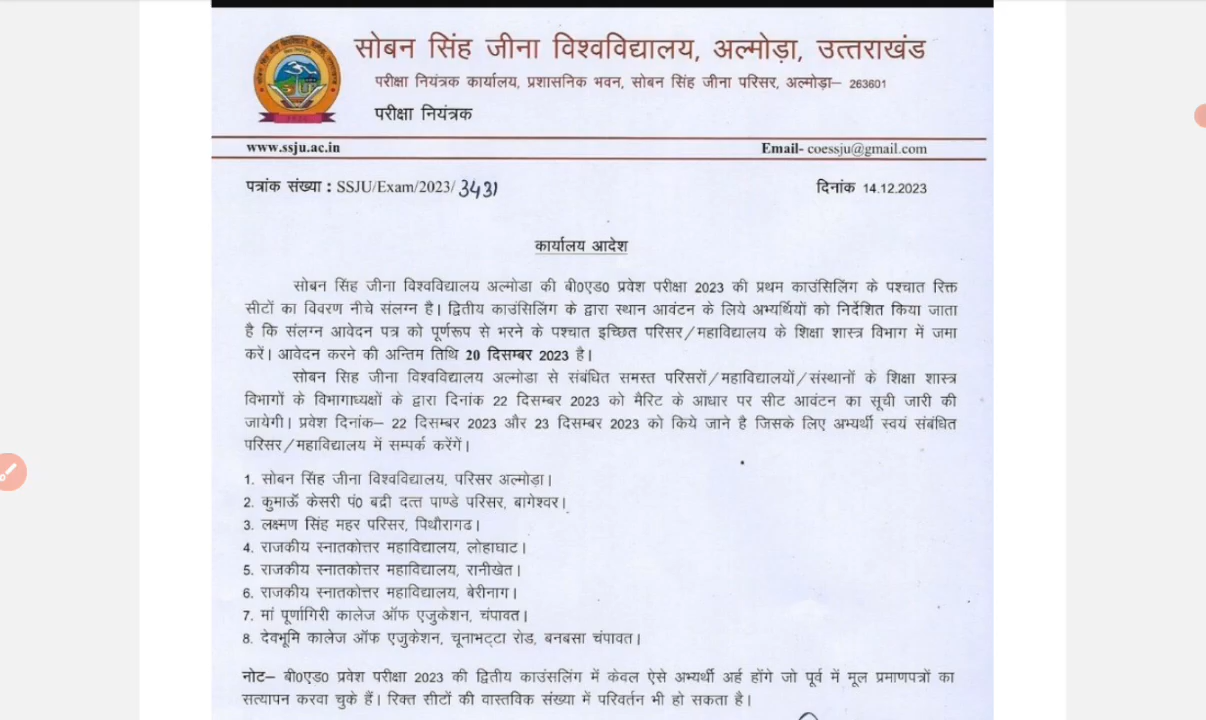 सोबन सिंह जीना विश्वविद्यालय, अल्मोड़ा, उत्तराखंड
परीक्षा नियंत्रक कार्यालय, प्रशासनिक भवन, सोबन सिंह जीना परिसर, अल्मोड़ा– 263601
परीक्षा नियंत्रक
www.ssju.ac.in Email- coessju@gmail.com
पत्रांक संख्या : SSJU/Exam/2023/ 3431 दिनांक 14.12.2023
कार्यालय आदेश
सोबन सिंह जीना विश्वविद्यालय अल्मोडा की बी0एड0 प्रवेश परीक्षा 2023 की प्रथम काउंसिलिंग के पश्चात रिक्त
सीटों का विवरण नीचे संलग्न है। द्वितीय काउंसिलिंग के द्वारा स्थान आवंटन के लिये अभ्यर्थियों को निर्देशित किया जाता
है कि संलग्न आवेदन पत्र को पूर्णरूप से भरने के पश्चात इच्छित परिसर/महाविद्यालय के शिक्षा शास्त्र विभाग में जमा
करें। आवेदन करने की अन्तिम तिथि 20 दिसम्बर 2023 है।
सोबन सिह जीना विश्वविद्यालय अल्मोडा से संबंधित समस्त परिसरों/महाविद्यालयों/संस्थानों के शिक्षा शास्त्र
विभागों के विभागाध्यक्षों के द्वारा दिनांक 22 दिसम्बर 2023 को मैरिट के आधार पर सीट आवंटन का सूची जारी की
जायेगी। प्रवेश दिनांक– 22 दिसम्बर 2023 और 23 दिसम्बर 2023 को किये जाने है जिसके लिए अभ्यर्थी स्वयं संबंधित
परिसर/महाविद्यालय में सम्पर्क करेंगें।
1. सोबन सिंह जीना विश्वविद्यालय, परिसर अल्मोड़ा।
2. कुमाऊँ केसरी पं0 बद्री दत्त पाण्डे परिसर, बागेश्वर।
3. लक्ष्मण सिंह महर परिसर, पिथौरागढ।
4. राजकीय स्नातकोत्तर महाविद्यालय, लोहाघाट।
5. राजकीय स्नातकोत्तर महाविद्यालय, रानीखेत।
6. राजकीय स्नातकोत्तर महाविद्यालय, बेरीनाग।
7. मां पूर्णागिरी कालेज ऑफ एजुकेशन, चंपावत।
8. देवभूमि कालेज ऑफ एजुकेशन, चूनाभट्टा रोड, बनबसा चंपावत।
नोट– बी0एड0 प्रवेश परीक्षा 2023 की द्वितीय काउंसलिंग में केवल ऐसे अभ्यर्थी अर्ह होंगे जो पूर्व में मूल प्रमाणपत्रों का
सत्यापन करवा चुके हैं। रिक्त सीटों की वास्तविक संख्या में परिवर्तन भी हो सकता है।